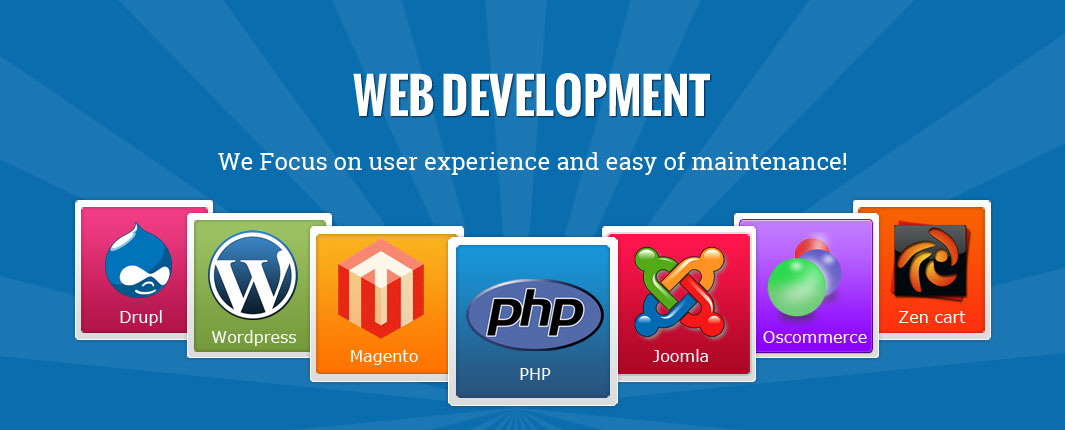 WEB DEVELOPMENT
We Focus on user experience and easy of maintenance!
Drupl
Wordpress
Magento
php
PHP
Joomla
Oscommerce
Zen cart